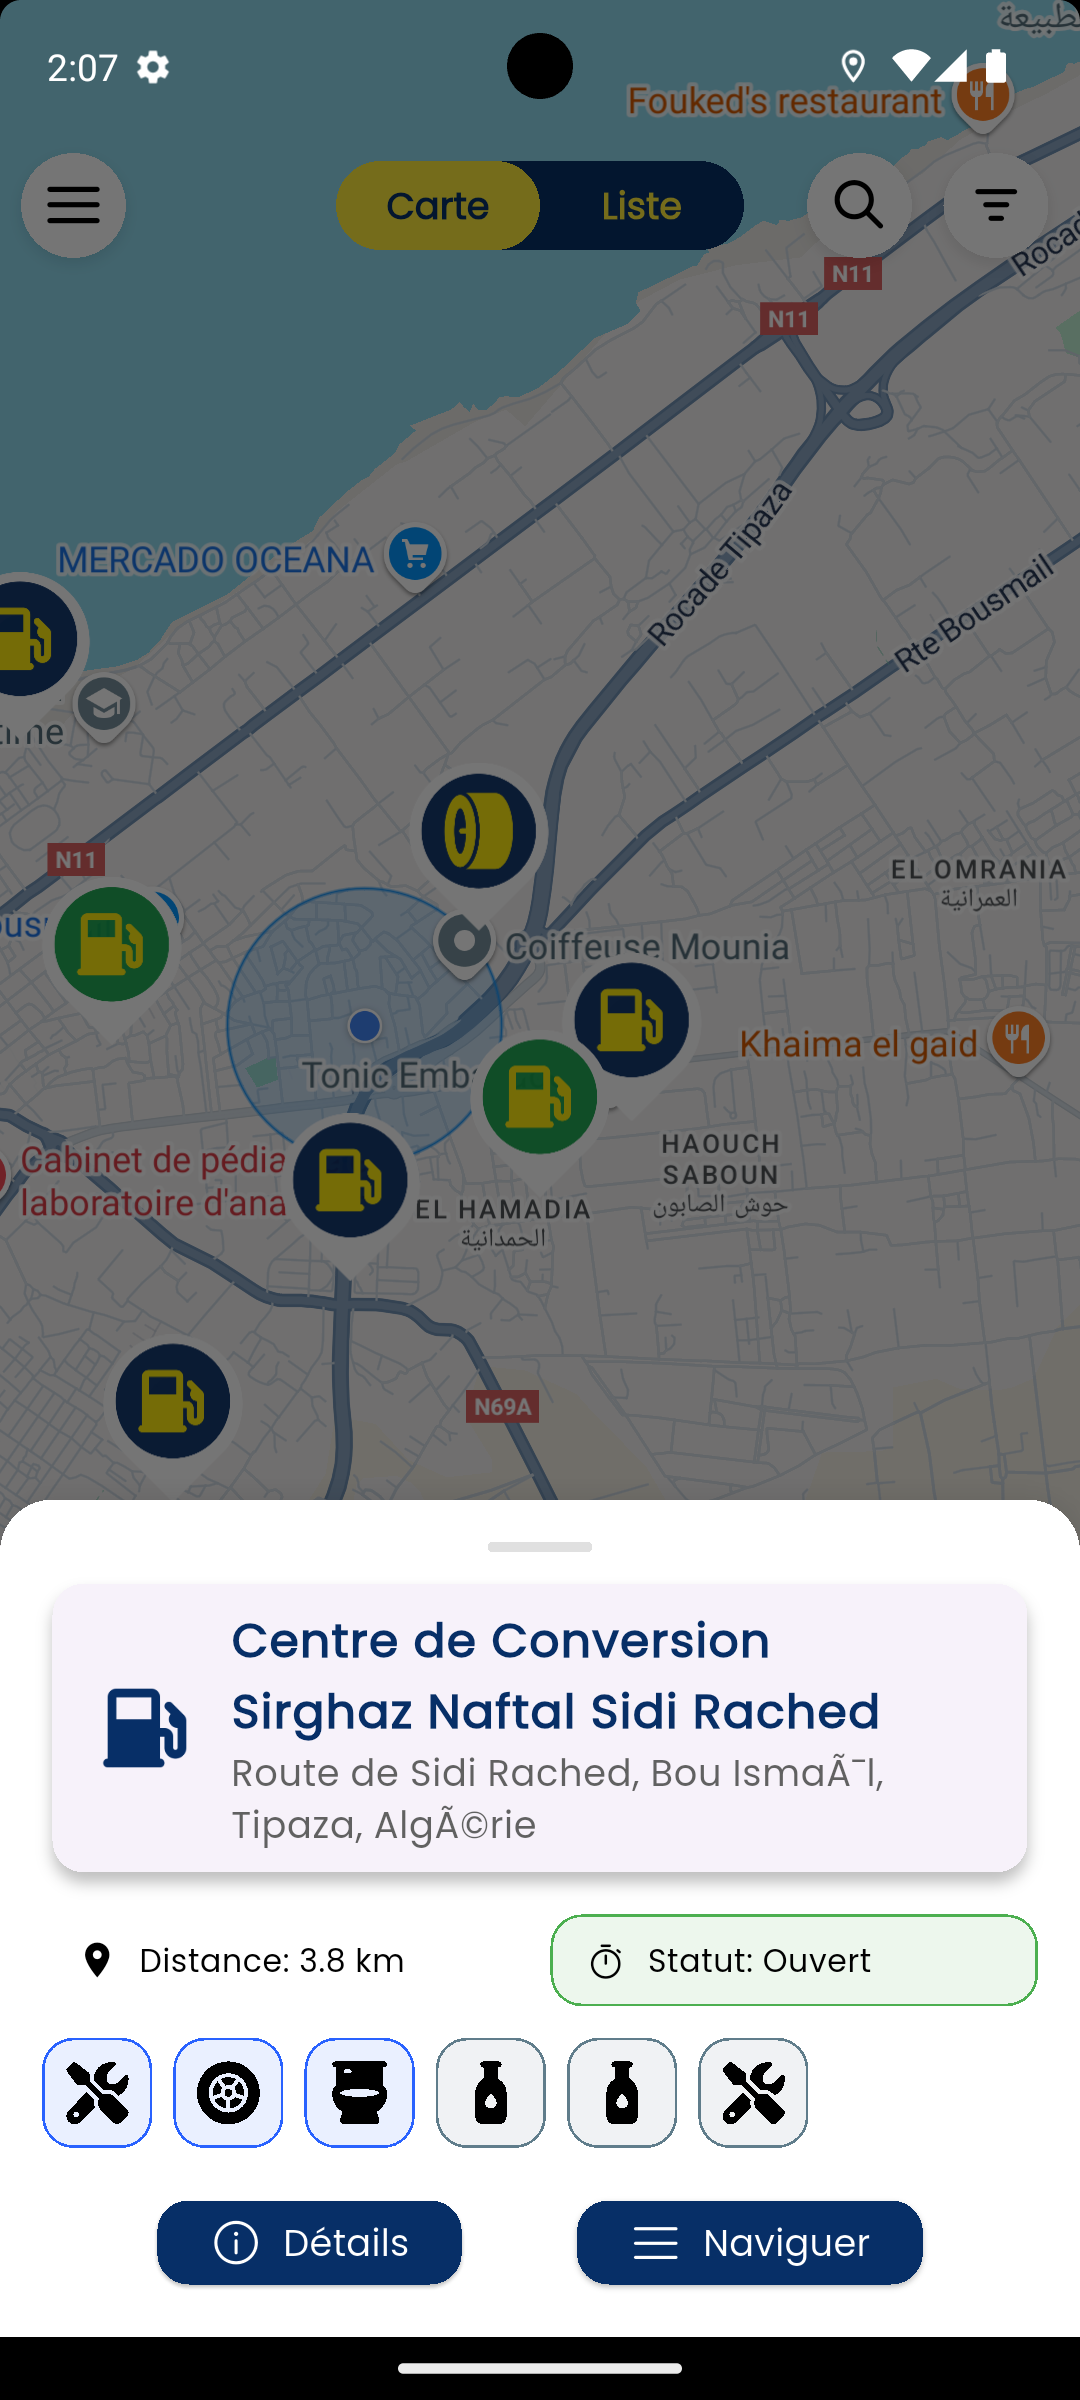 طبيعة
2:07
Fouked's restaurant
Carte
Liste
N11
Rocad
N11
MERCADO OCEANA
Rocade Tipaza
Rte Bousmail
time
N11
EL OMRANIA
العمرانية
Coiffeuse Mounia
Khaima el gaid
Tonic Emba
HAOUCH
SABOUN
حوش الصابون
Cabinet de pédia
laboratoire d'ana
EL HAMADIA
الحمدانية
N69A
Centre de Conversion
Sirghaz Naftal Sidi Rached
Route de Sidi Rached, Bou IsmaÃ¯l,
Tipaza, AlgÃ©rie
Distance: 3.8 km
Statut: Ouvert
Détails
Naviguer